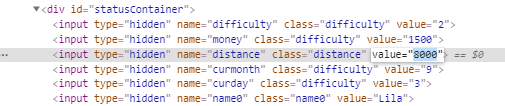 ▼<div id="statusContainer">
<input type="hidden" name="difficulty" class="difficulty" value="2">
<input type="hidden" name="money" class="difficulty" value="1500">
... <input type="hidden" name="distance" class="distance" value="8000"> == $0
<input type="hidden" name="curmonth" class="difficulty" value="9">
<input type="hidden" name="curday" class="difficulty" value="3">
<input type="hidden" name="name0" class="name0" value="Lila">